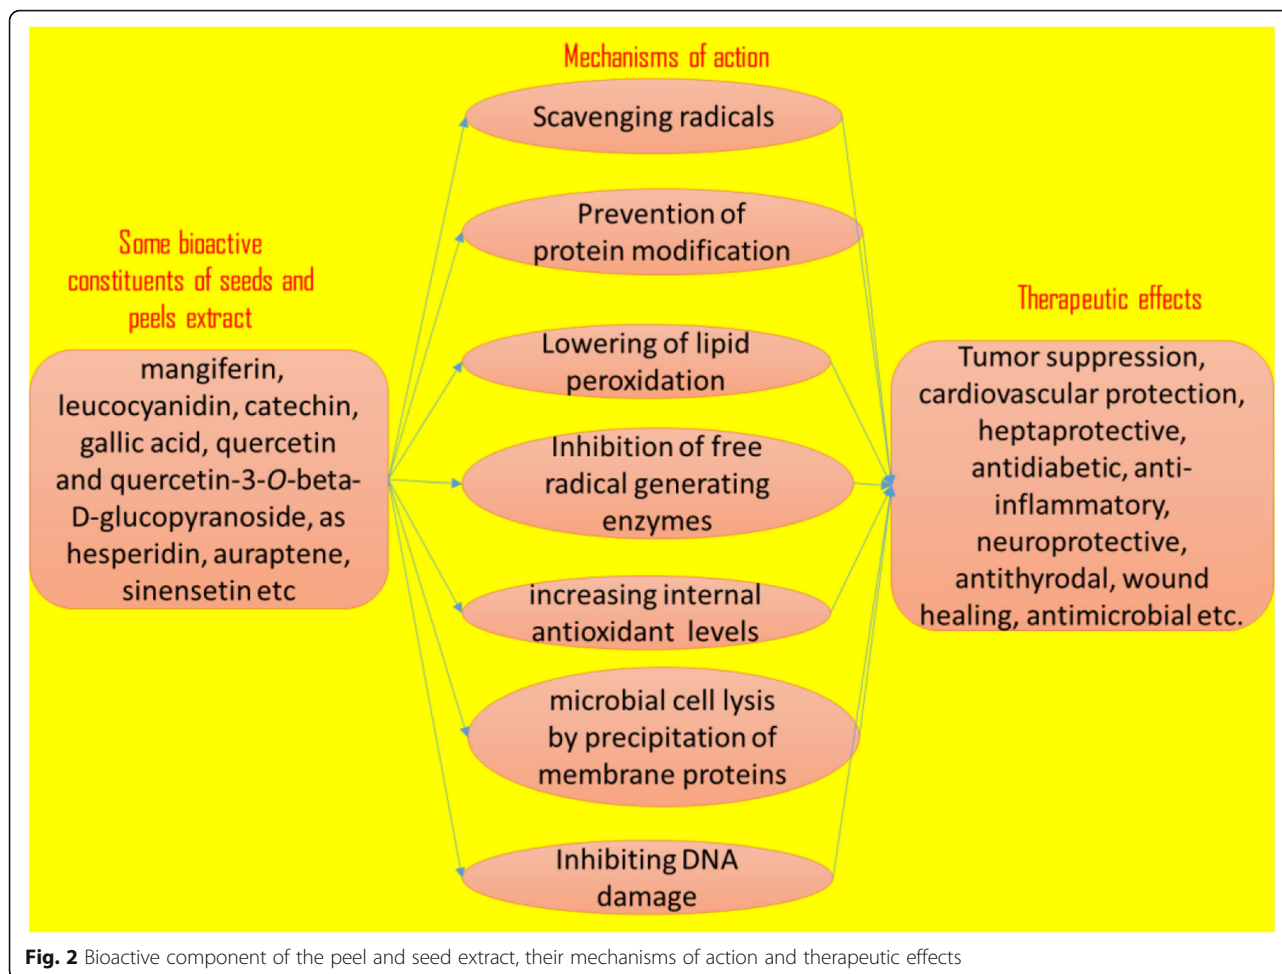 Mechanisms of action
Scavenging radicals
Prevention of
protein modification
Some bioactive
constituents of seeds and
peels extract
Therapeutic effects
mangiferin,
leucocyanidin, catechin,
gallic acid, quercetin
and quercetin-3-O-beta-
D-glucopyranoside, as
hesperidin, auraptene,
sinensetin etc
Lowering of lipid
peroxidation
Inhibition of free
radical generating
enzymes
increasing internal
antioxidant levels
microbial cell lysis
by precipitation of
membrane proteins
Inhibiting DNA
damage
Tumor suppression,
cardiovascular protection,
heptaprotective,
antidiabetic, anti-
inflammatory,
neuroprotective,
antithyrodal, wound
healing, antimicrobial etc.
Fig. 2 Bioactive component of the peel and seed extract, their mechanisms of action and therapeutic effects